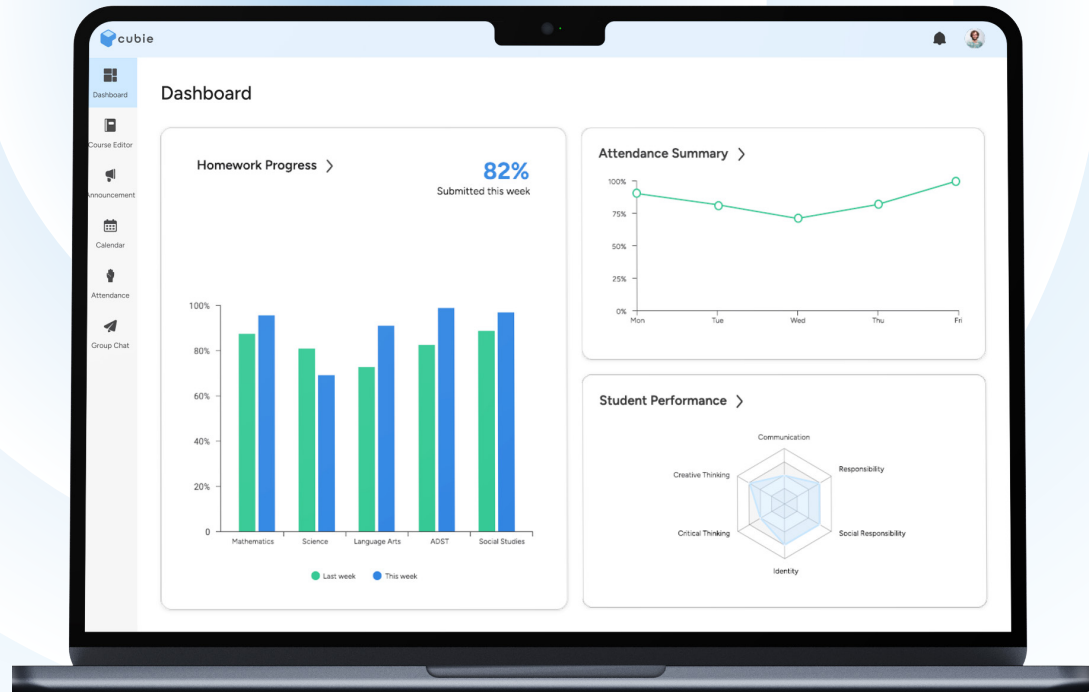 cubie
Dashboard
Course Editor
Announcement
Calendar
Attendance
Group Chat
Dashboard
Homework Progress
82%
Submitted this week
100%
80%
60%
40%
20%
0
Mathematics Science Language Arts ADST Social Studies
Last week This week
Attendance Summary
100%
75%
50%
25%
0%
Mon Tue Wed Thu Fri
Student Performance
Communication
Creative Thinking Responsibility
Critical Thinking Social Responsibility
Identity